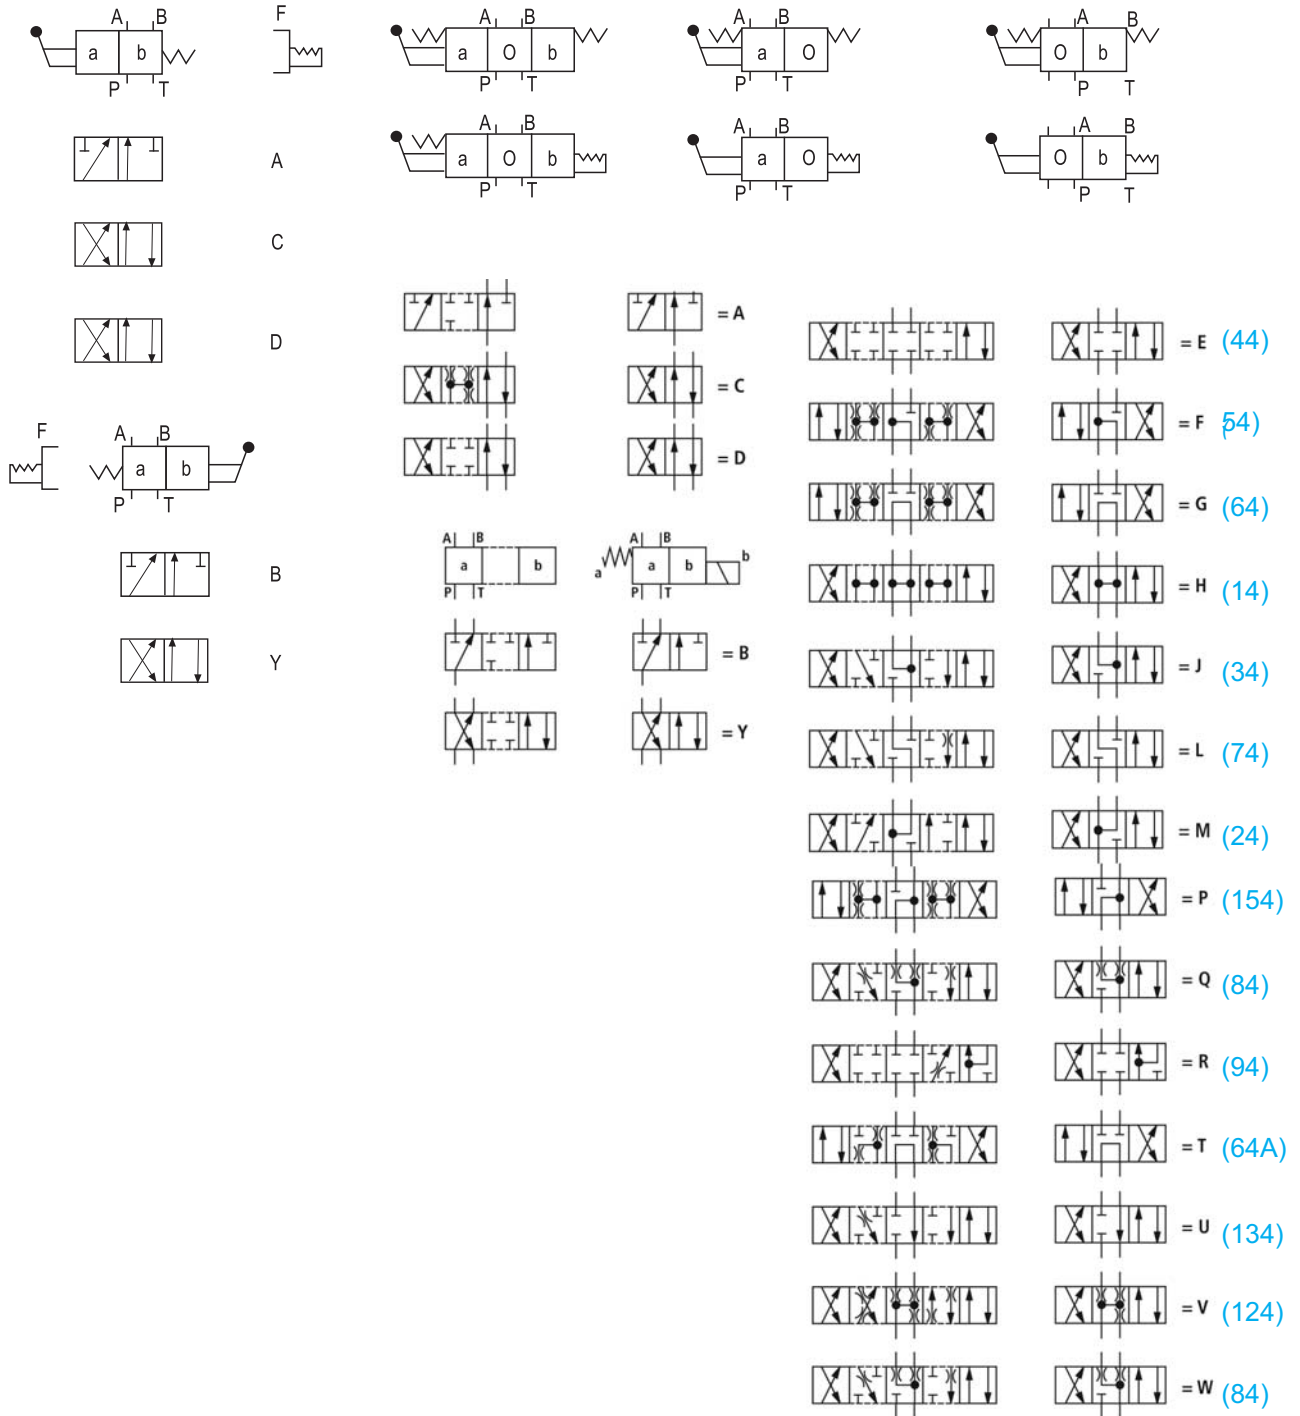 A B
a b
P T
F
A B
a O b
P T
A B
a O
P T
B
O b
P T
A B
a O b
P T
A B
a O
P T
A B
O b
P T
A
C
D
F
A B
a b
P T
B
Y
= A
= C
= D
A B
a b
P T
A B
a a b b
P T
= B
= Y
= E (44)
= F (54)
= G (64)
= H (14)
= J (34)
= L (74)
= M (24)
= P (154)
= Q (84)
= R (94)
= T (64A)
= U (134)
= V (124)
= W (84)